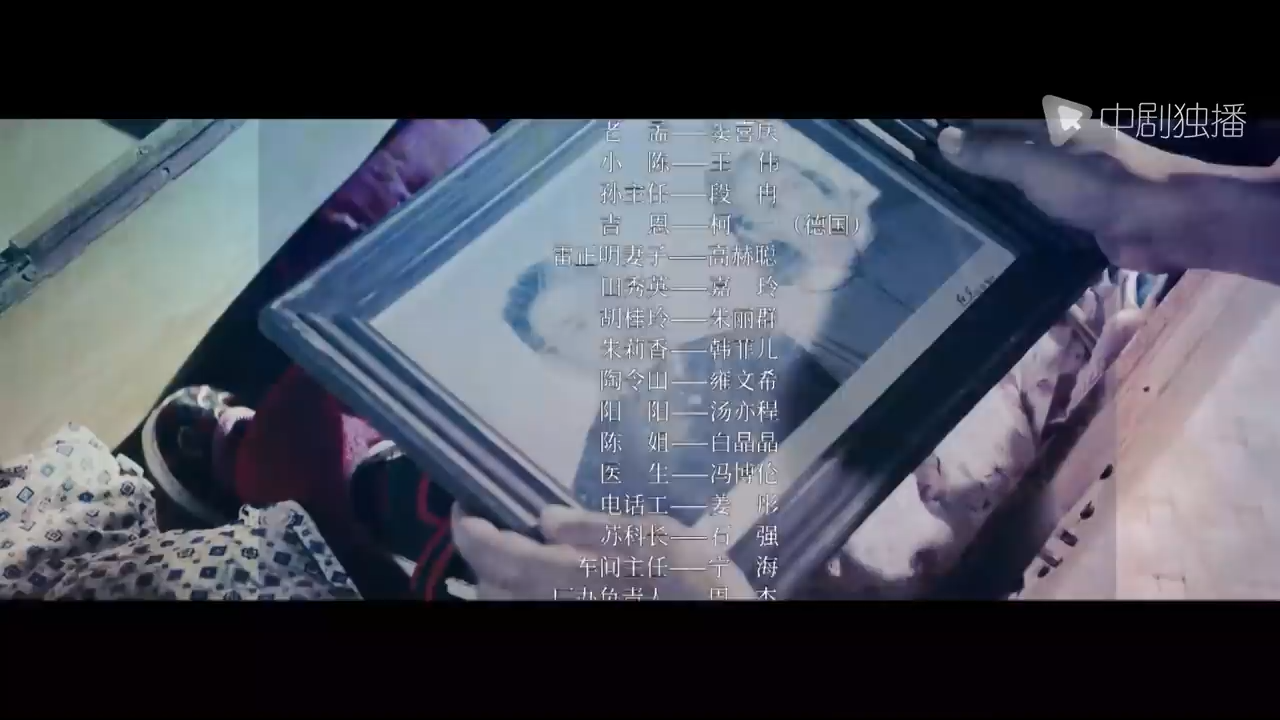 中剧独播
小 陈——王 伟
孙主任——段 冉
吉 恩——柯 （德国）
雷正明妻子——高赫聪
田秀英——嘉 玲
胡桂玲——朱丽群
朱莉香——韩菲儿
陶令山——雍文希
阳 阳——汤亦程
陈 姐——白晶晶
医 生——冯博伦
电话工——姜 彤
苏科长——石 强
车间主任——宁 海